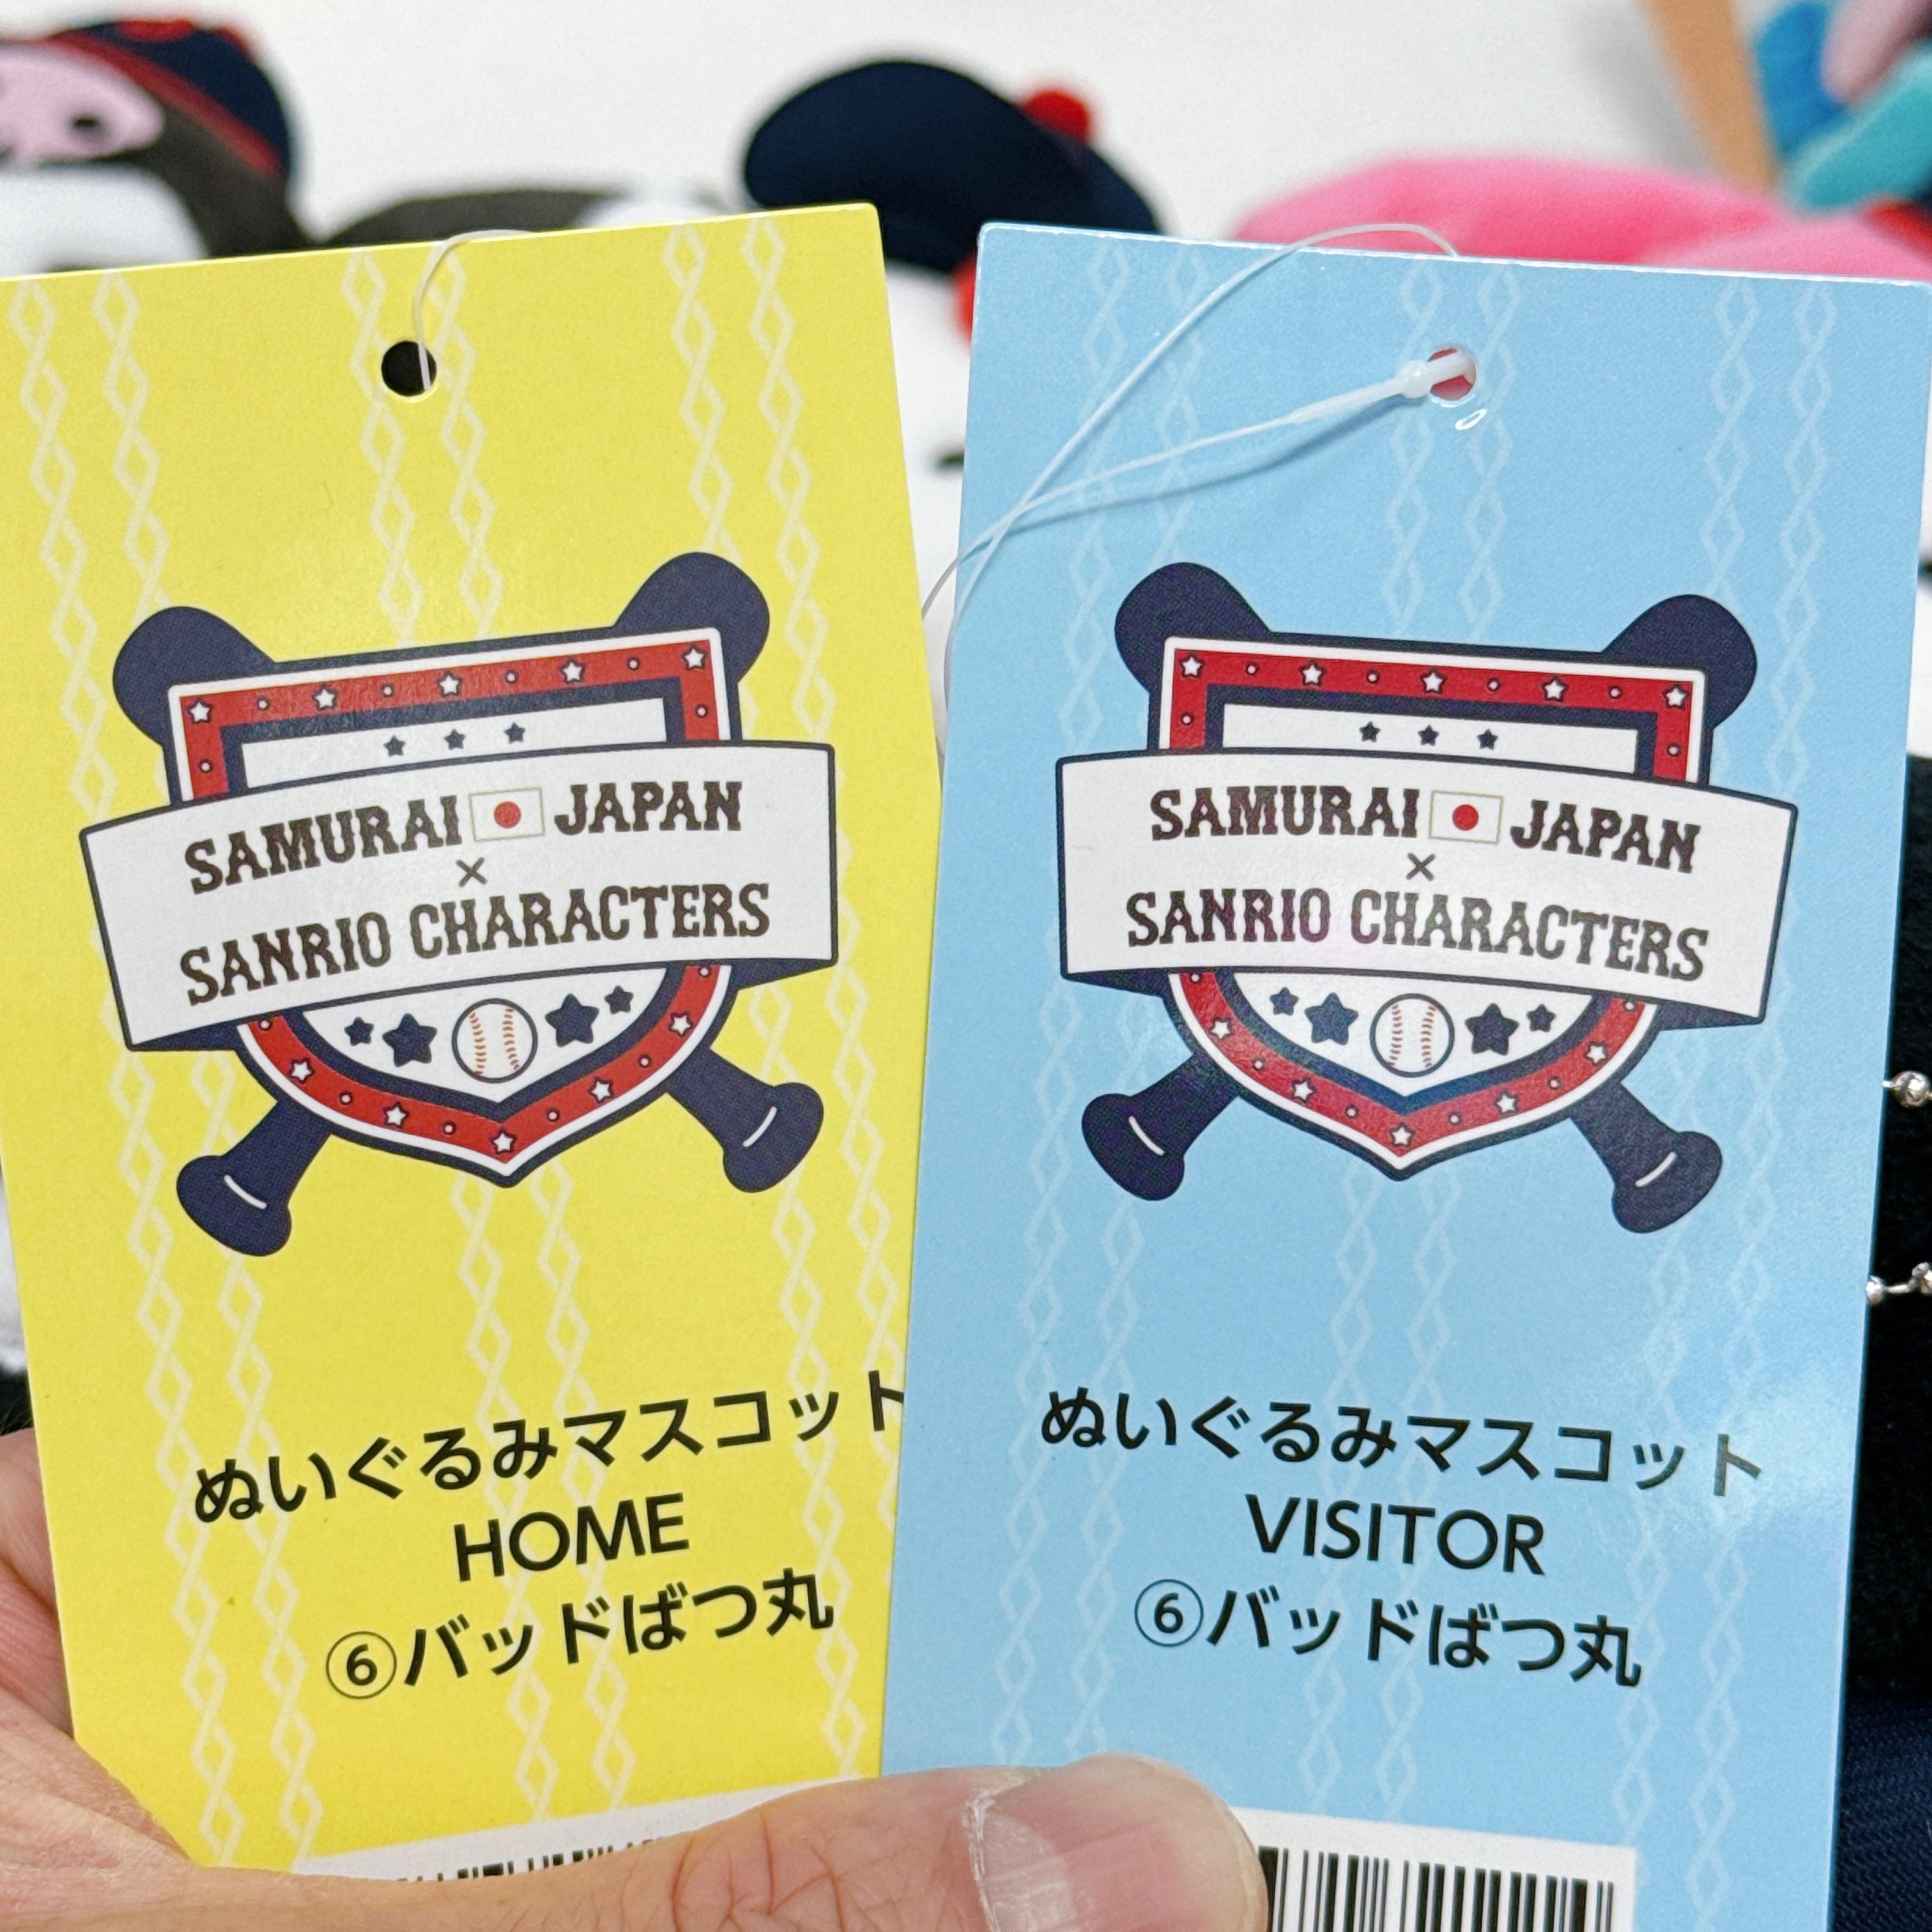 SAMURAI JAPAN
×
SANRIO CHARACTERS
ぬいぐるみマスコット
HOME
⑥バッドばつ丸
SAMURAI JAPAN
×
SANRIO CHARACTERS
ぬいぐるみマスコット
VISITOR
⑥バッドばつ丸